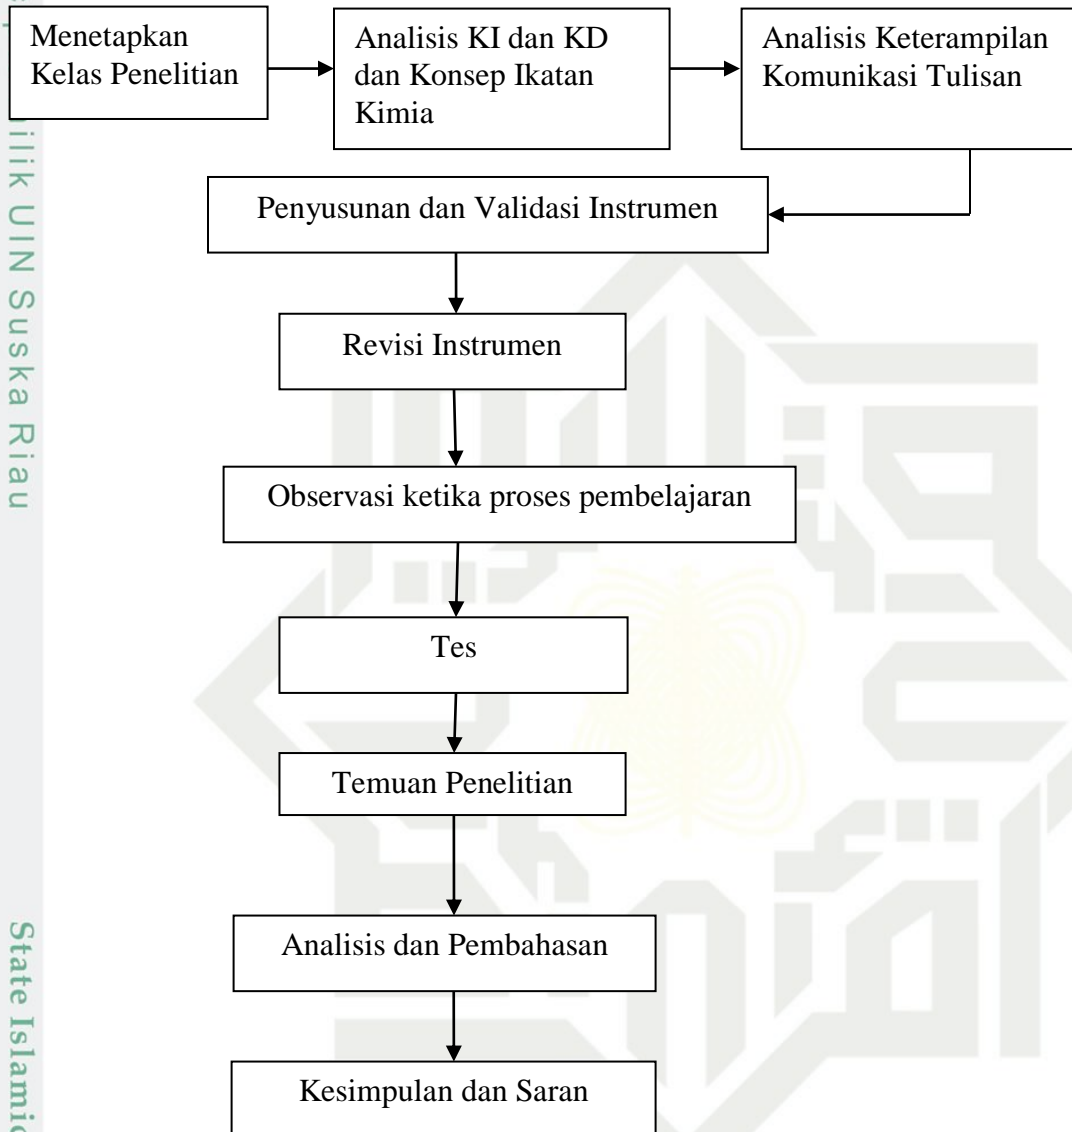 Menetapkan
Kelas Penelitian
Analisis KI dan KD
dan Konsep Ikatan
Kimia
Analisis Keterampilan
Komunikasi Tulisan
Penyusunan dan Validasi Instrumen
Revisi Instrumen
Observasi ketika proses pembelajaran
Tes
Temuan Penelitian
Analisis dan Pembahasan
Kesimpulan dan Saran
milik UIN Suska Riau
State Islamic